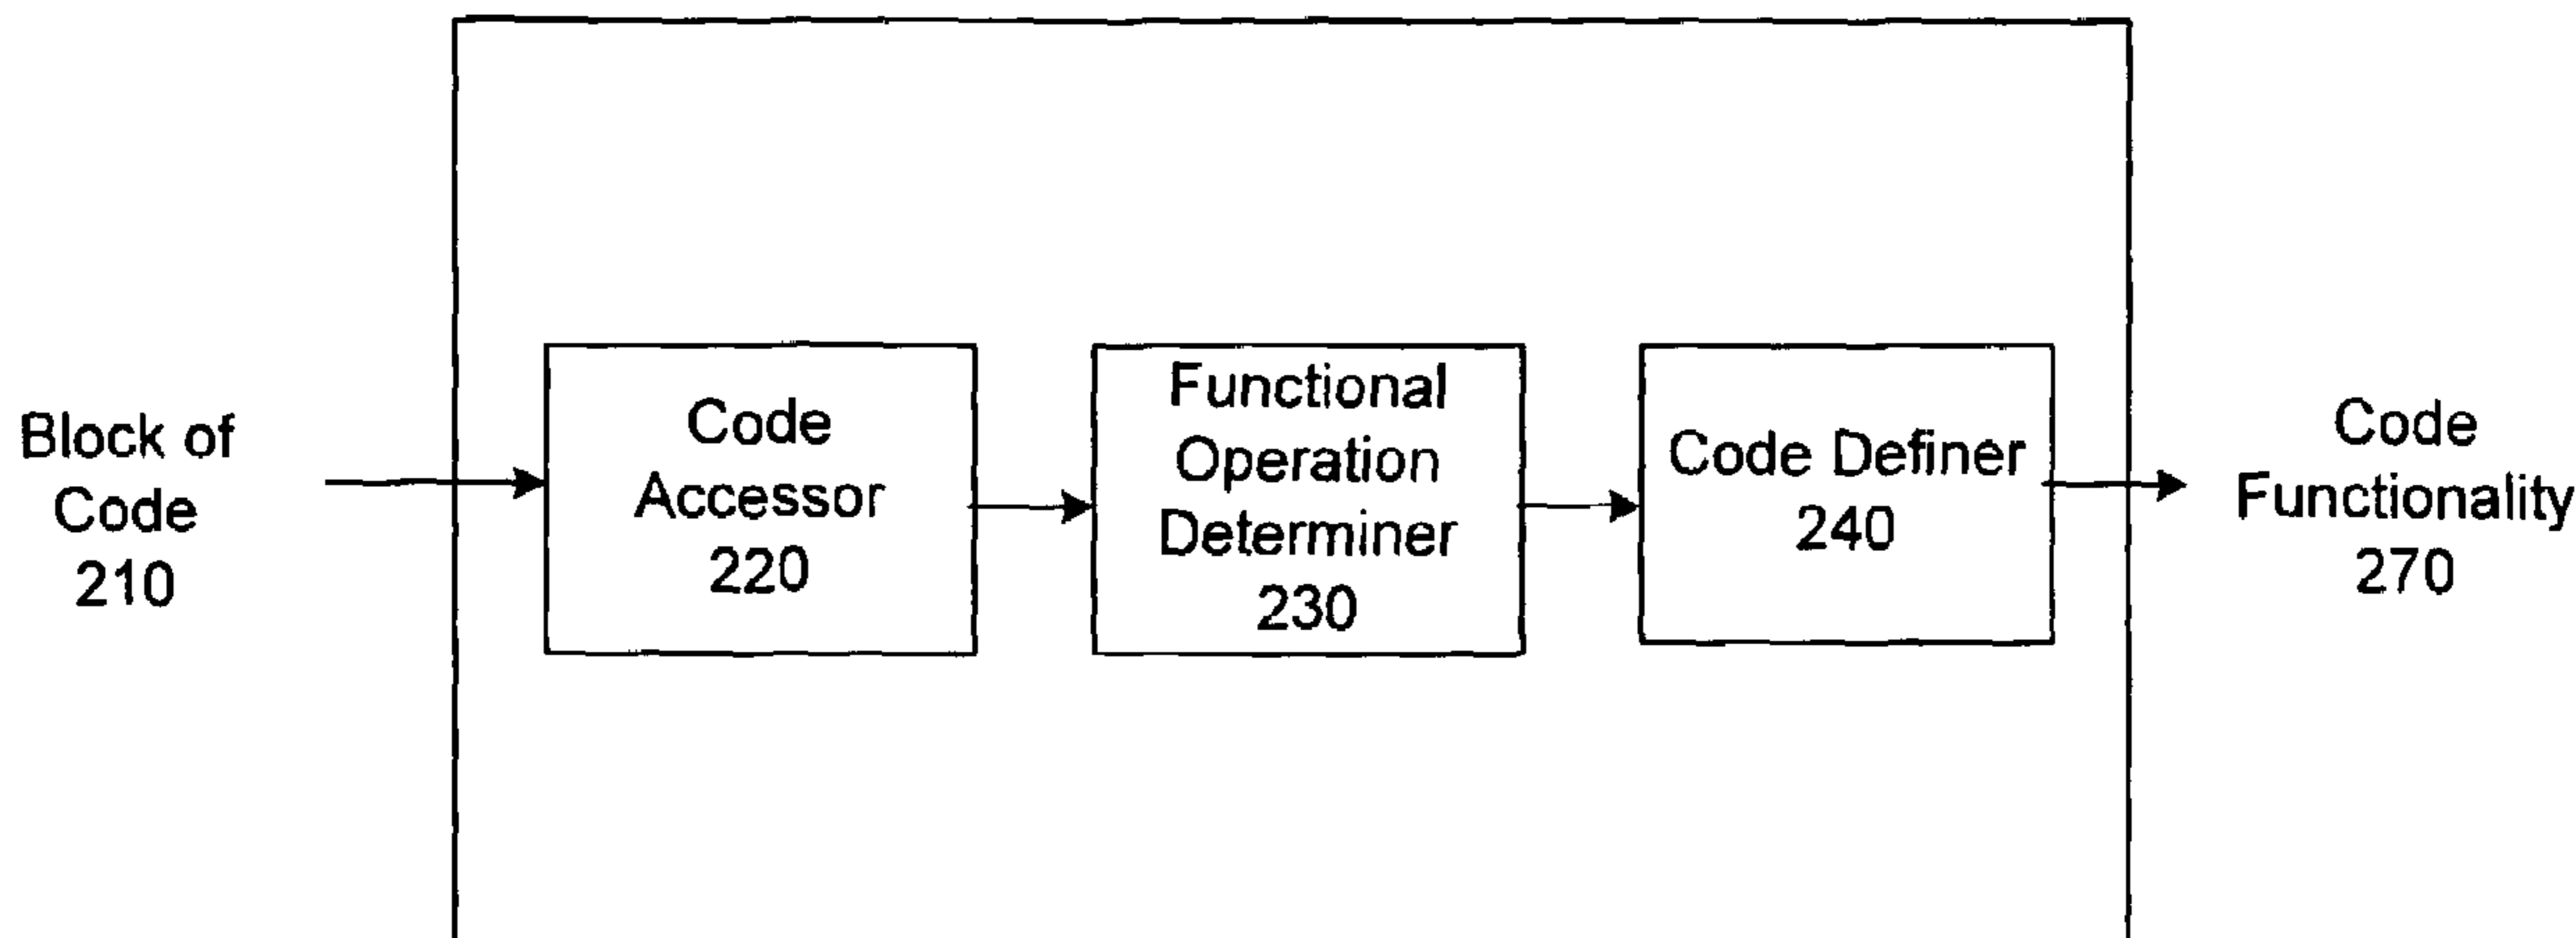 Block of
Code
210
Code
Accessor
220
Functional
Operation
Determiner
230
Code Definer
240
Code
Functionality
270